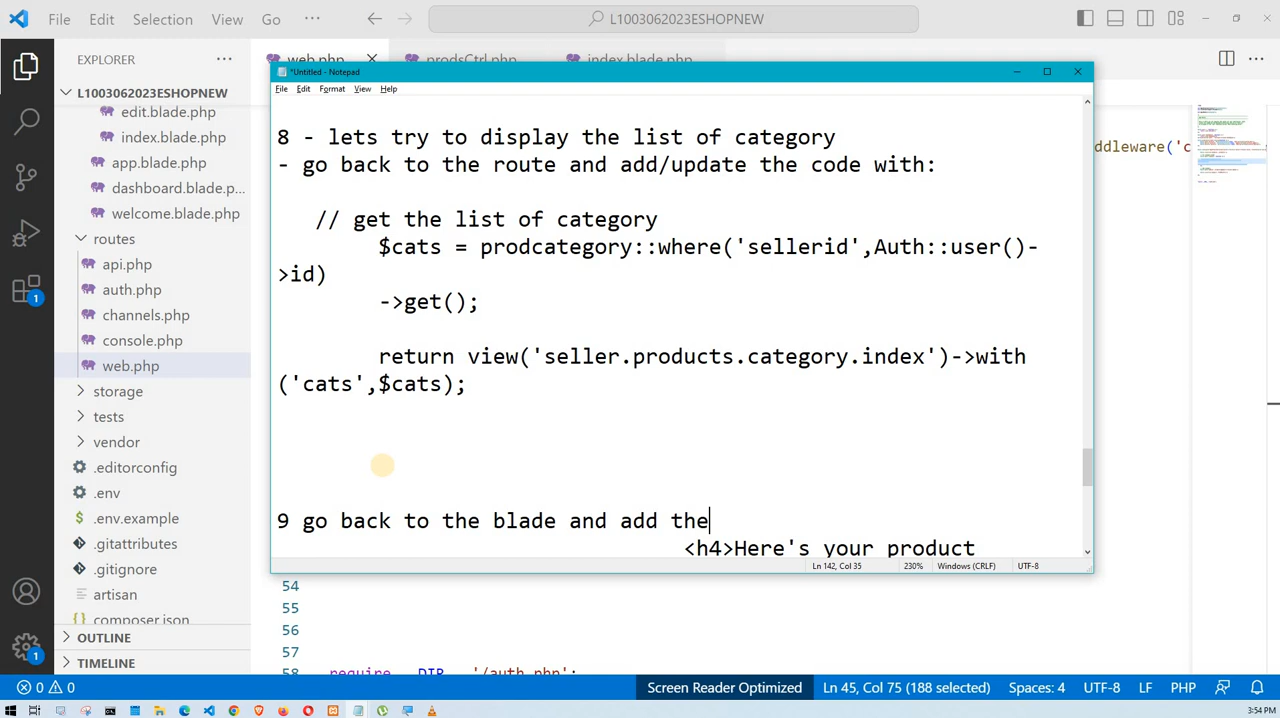 File Edit Selection View Go ··· L1003062023ESHOPNEW
EXPLORER ···
web.php prodsCtrl.php index.blade.php
L1003062023ESHOPNEW
edit.blade.php
index.blade.php
app.blade.php
dashboard.blade.p...
welcome.blade.php
routes
api.php
auth.php
channels.php
console.php
web.php
storage
tests
vendor
.editorconfig
.env
.env.example
.gitattributes
.gitignore
artisan
composer.json
OUTLINE
TIMELINE
1
1
*Untitled - Notepad
File Edit Format View Help
8 - lets try to display the list of category
- go back to the route and add/update the code with:
// get the list of category
$cats = prodcategory::where('sellerid',Auth::user()-
>id)
->get();
return view('seller.products.category.index')->with
('cats',$cats);
9 go back to the blade and add the
<h4>Here's your product
Ln 142, Col 35 230% Windows (CRLF) UTF-8
ddleware('c
54
55
56
57
58 require __DIR__.'/auth.php';
0 0 Screen Reader Optimized Ln 45, Col 75 (188 selected) Spaces: 4 UTF-8 LF PHP
3:54 PM